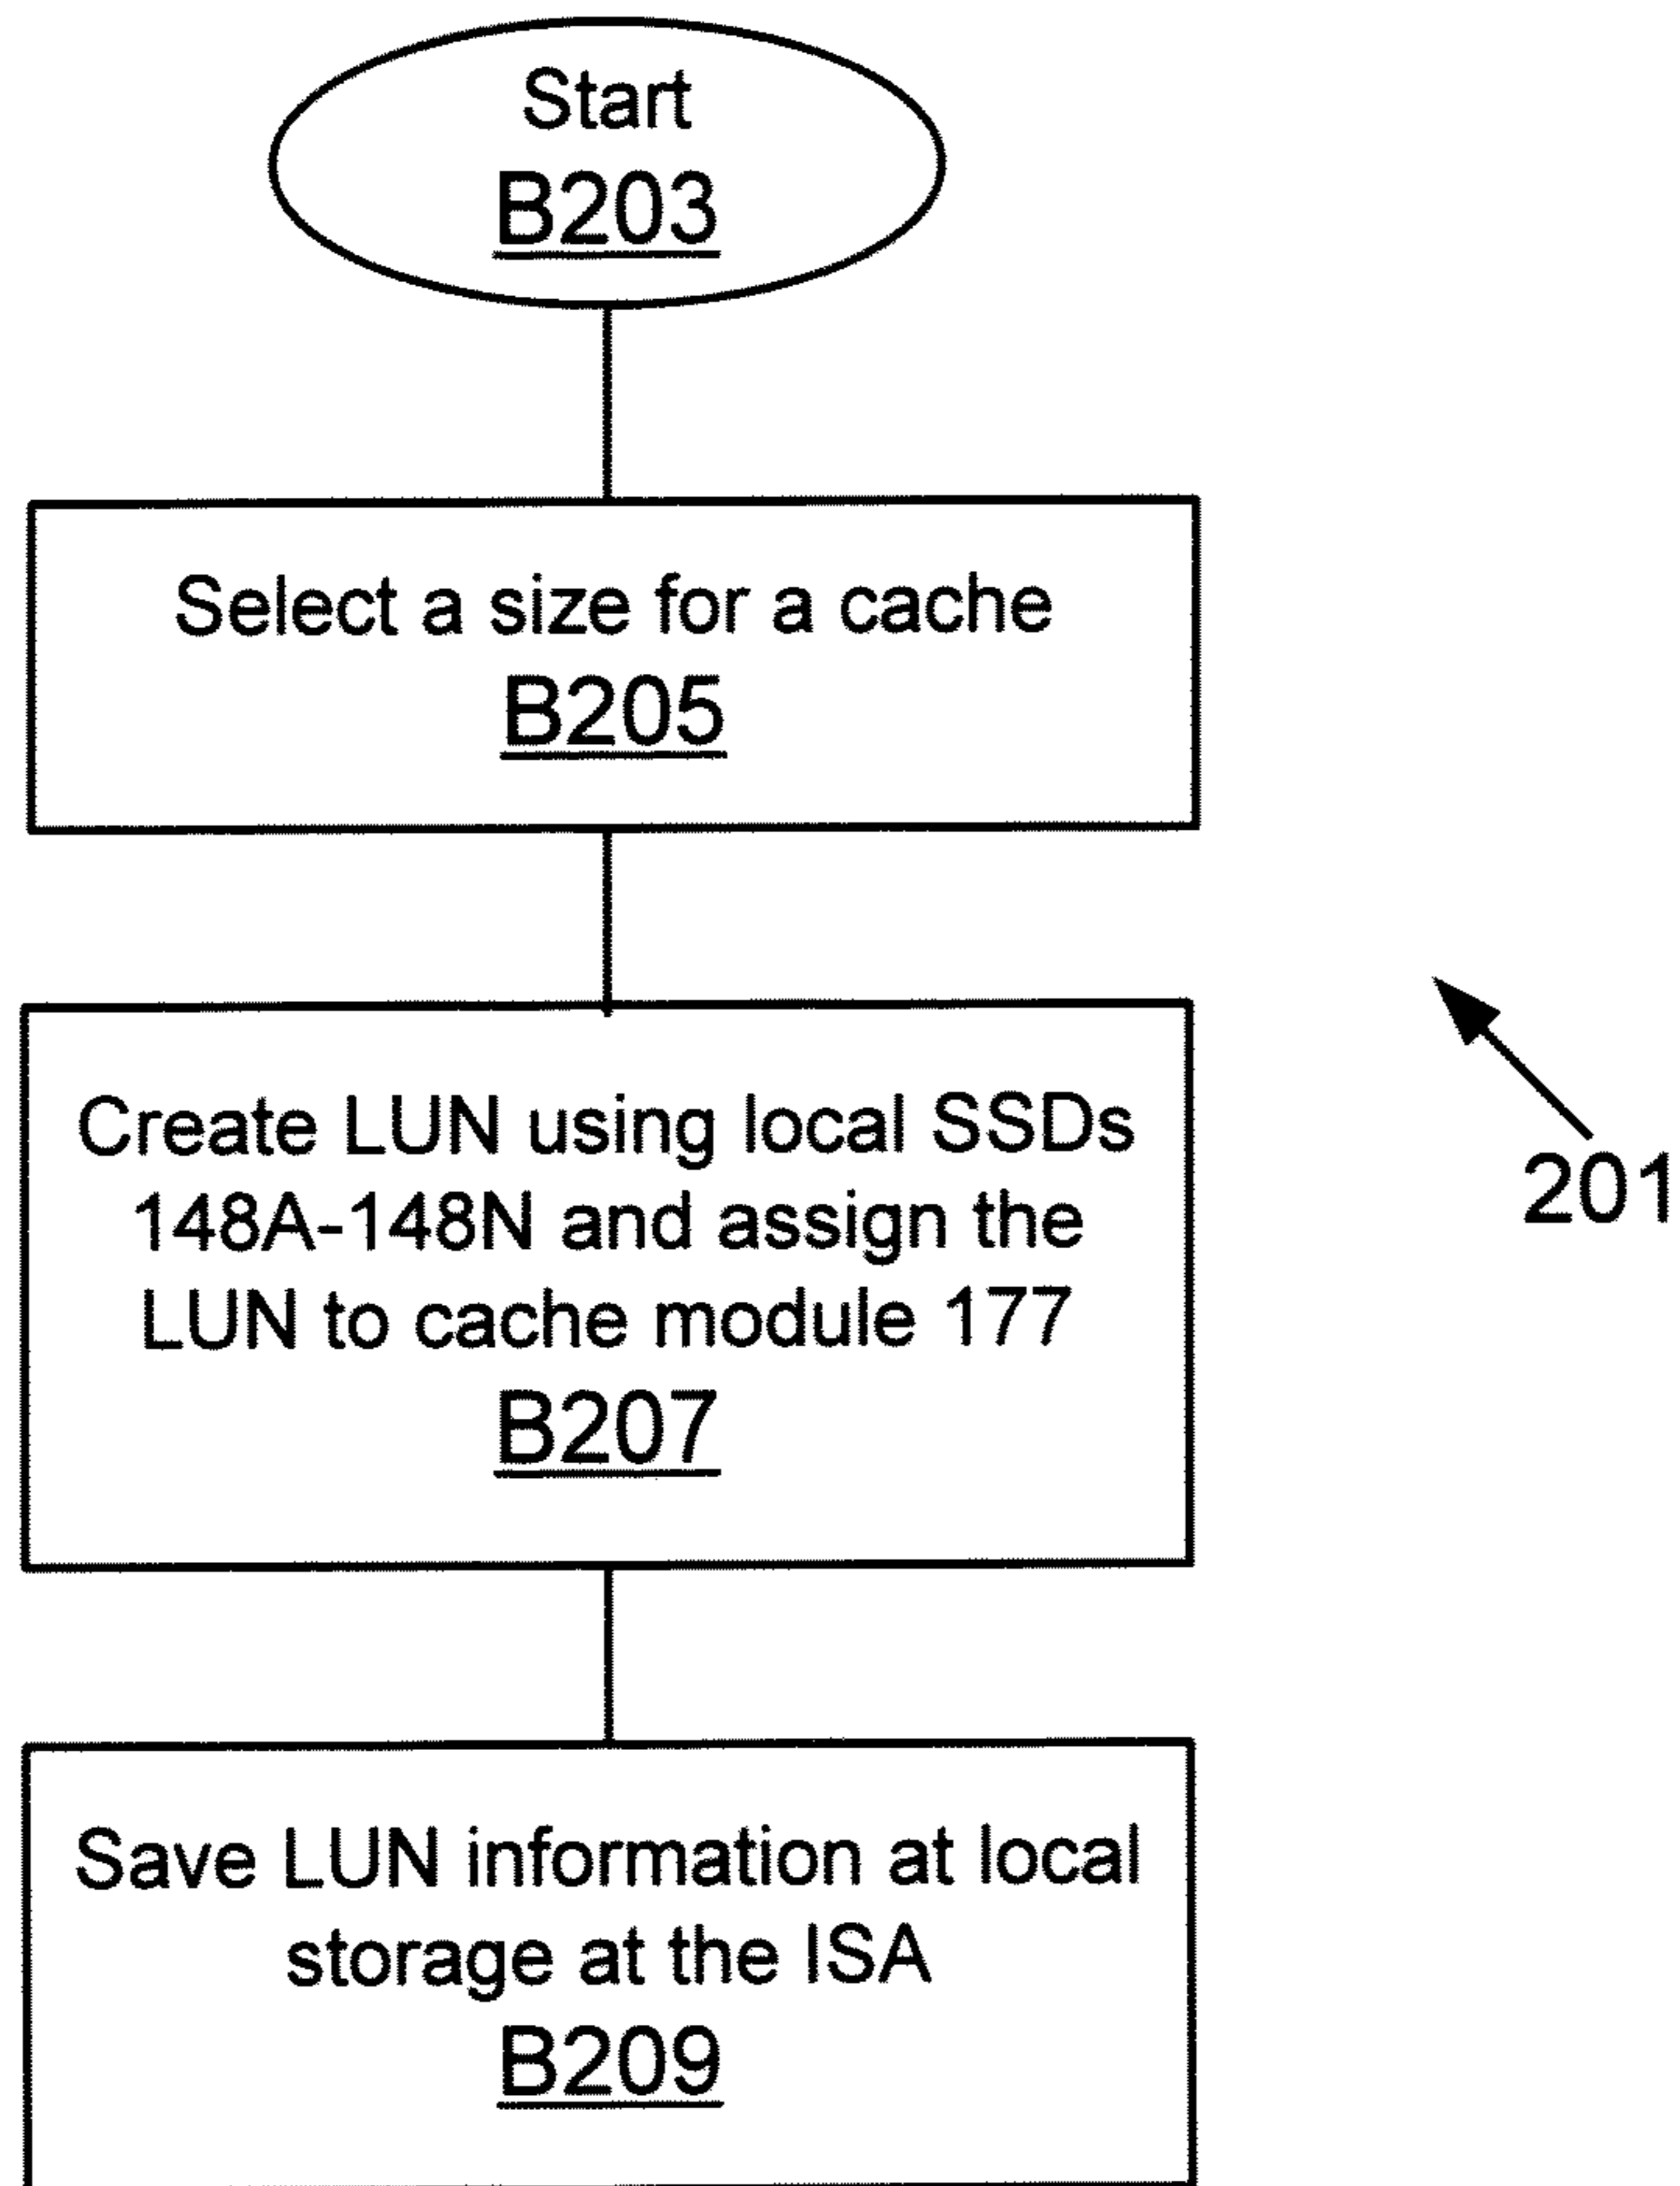 Start
B203
Select a size for a cache
B205
Create LUN using local SSDs
148A-148N and assign the
LUN to cache module 177
B207
201
Save LUN information at local
storage at the ISA
B209